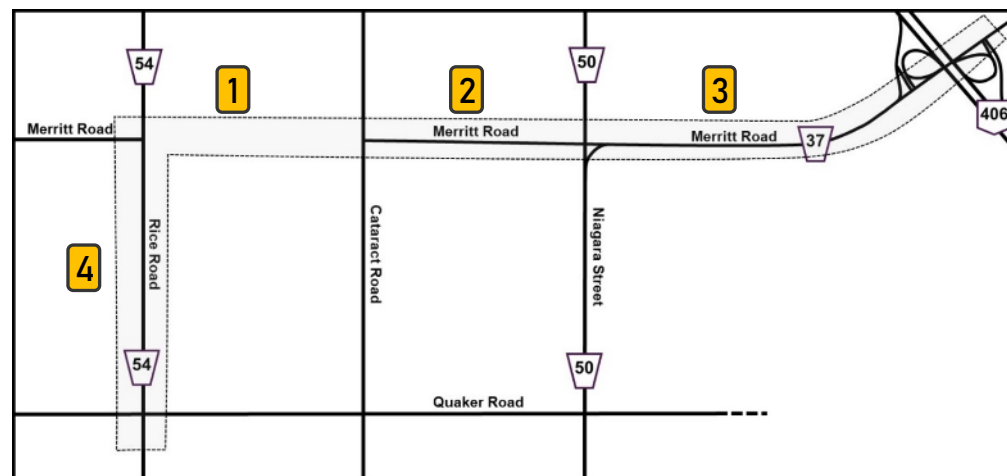 54
50
1
2
3
406
Merritt Road
Merritt Road
Merritt Road
37
Rice Road
Cataract Road
Niagara Street
4
54
50
Quaker Road